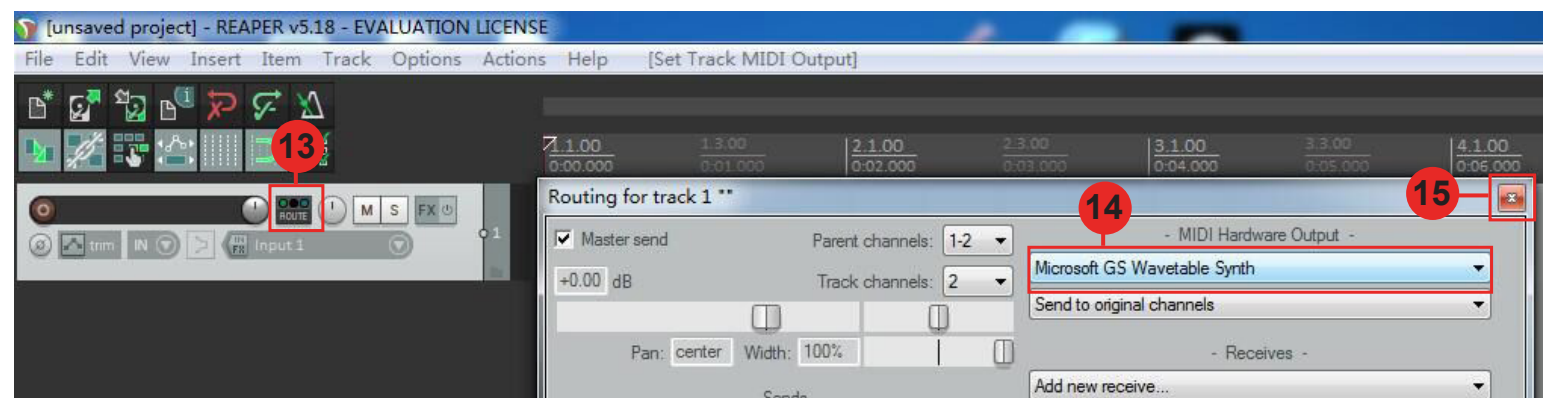 [unsaved project] - REAPER v5.18 - EVALUATION LICENSE
File Edit View Insert Item Track Options Actions Help [Set Track MIDI Output]
13
1.1.00 1.3.00 2.1.00 2.3.00 3.1.00 3.3.00 4.1.00
0:00.000 0:01.000 0:02.000 0:03.000 0:04.000 0:05.000 0:06.000
ROUTE M S FX
trim IN FX Input 1
1
Routing for track 1 ""
14
15
Master send Parent channels: 1-2
- MIDI Hardware Output -
Microsoft GS Wavetable Synth
+0.00 dB Track channels: 2
Send to original channels
Pan: center Width: 100%
- Receives -
Add new receive...
Sends